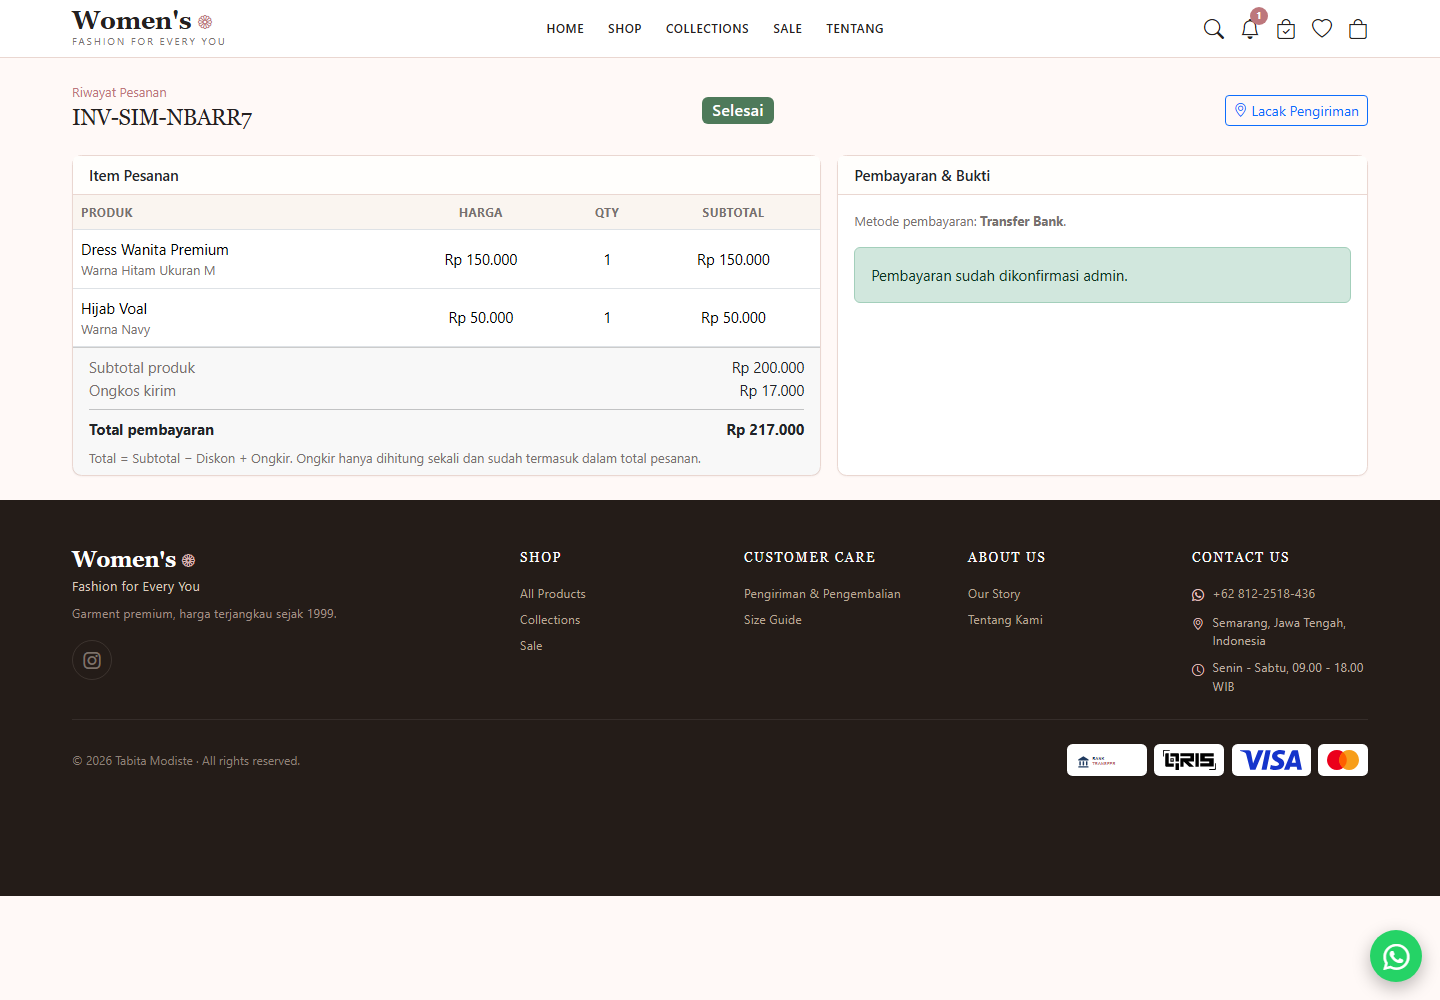 Women's
FASHION FOR EVERY YOU
HOME SHOP COLLECTIONS SALE TENTANG
1
Riwayat Pesanan
INV-SIM-NBARR7
Selesai
Lacak Pengiriman
Item Pesanan
PRODUK HARGA QTY SUBTOTAL
Dress Wanita Premium
Warna Hitam Ukuran M
Rp 150.000 1 Rp 150.000
Hijab Voal
Warna Navy
Rp 50.000 1 Rp 50.000
Subtotal produk Rp 200.000
Ongkos kirim Rp 17.000
Total pembayaran Rp 217.000
Total = Subtotal − Diskon + Ongkir. Ongkir hanya dihitung sekali dan sudah termasuk dalam total pesanan.
Pembayaran & Bukti
Metode pembayaran: Transfer Bank.
Pembayaran sudah dikonfirmasi admin.
Women's
Fashion for Every You
Garment premium, harga terjangkau sejak 1999.
SHOP
All Products
Collections
Sale
CUSTOMER CARE
Pengiriman & Pengembalian
Size Guide
ABOUT US
Our Story
Tentang Kami
CONTACT US
+62 812-2518-436
Semarang, Jawa Tengah,
Indonesia
Senin - Sabtu, 09.00 - 18.00
WIB
© 2026 Tabita Modiste · All rights reserved.
BANK
TRANSFER
QRIS
VISA